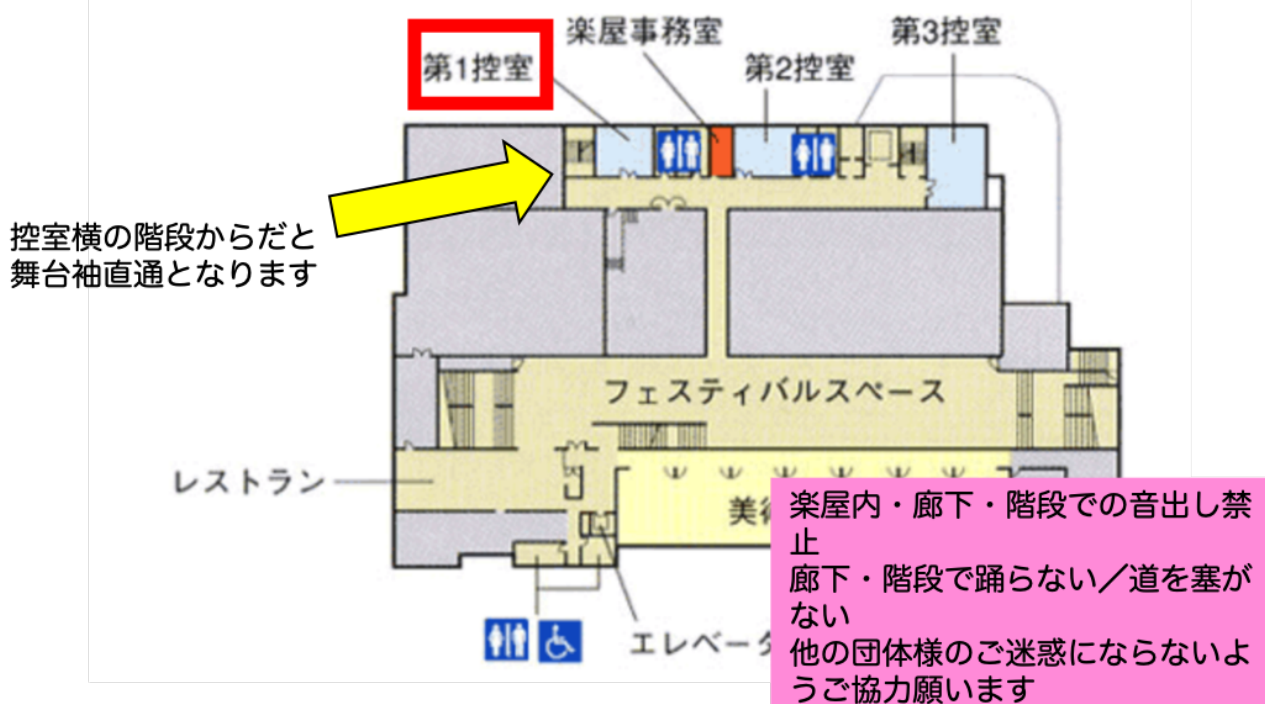 楽屋事務室
第3控室
第1控室
第2控室
控室横の階段からだと
舞台袖直通となります
フェスティバルスペース
レストラン
美
楽屋内・廊下・階段での音出し禁
止
廊下・階段で踊らない／道を塞が
ない
他の団体様のご迷惑にならないよ
うご協力願います
エレベータ